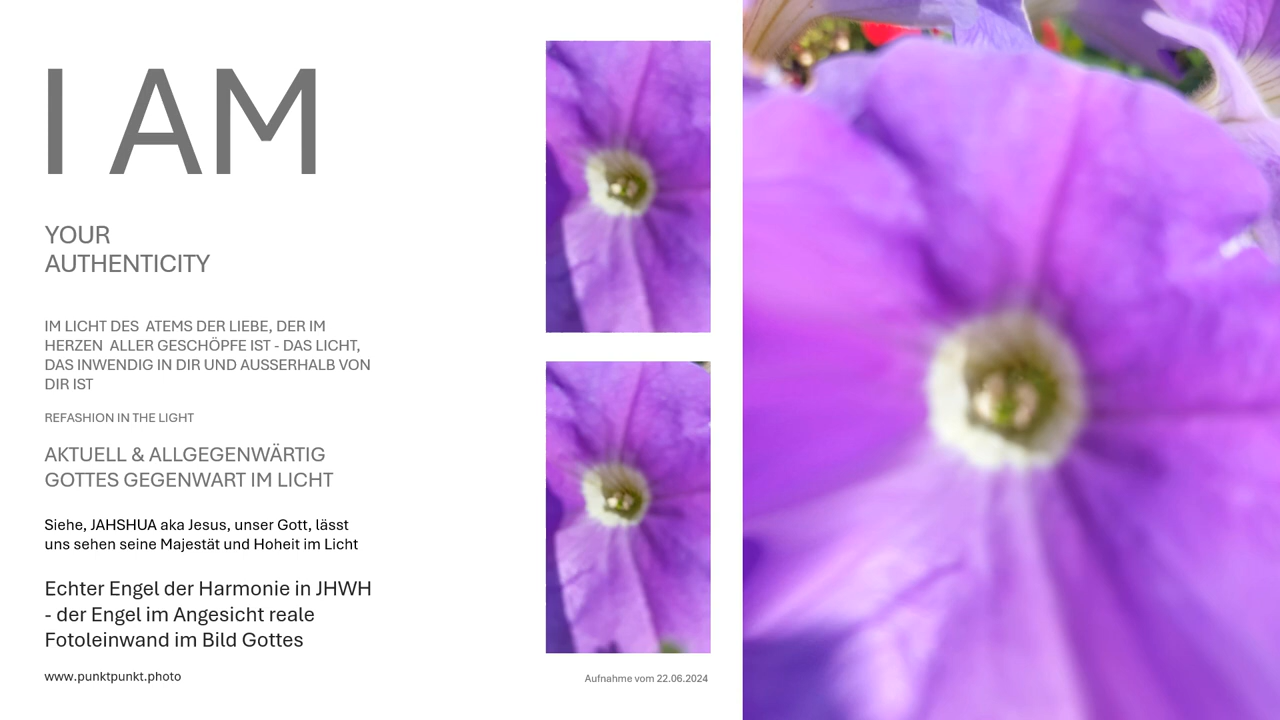 I AM
YOUR
AUTHENTICITY
IM LICHT DES  ATEMS DER LIEBE, DER IM
HERZEN  ALLER GESCHÖPFE IST - DAS LICHT,
DAS INWENDIG IN DIR UND AUSSERHALB VON
DIR IST
REFASHION IN THE LIGHT
AKTUELL & ALLGEGENWÄRTIG
GOTTES GEGENWART IM LICHT
Siehe, JAHSHUA aka Jesus, unser Gott, lässt
uns sehen seine Majestät und Hoheit im Licht
Echter Engel der Harmonie in JHWH
- der Engel im Angesicht reale
Fotoleinwand im Bild Gottes
www.punktpunkt.photo
Aufnahme vom 22.06.2024